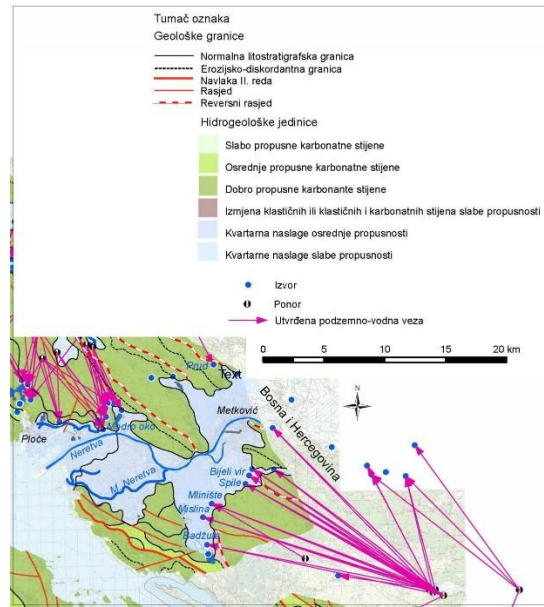 Tumač oznaka
Geološke granice
Normalna litostratigrafska granica
Erozijsko-diskordantna granica
Navlaka II. reda
Rasjed
Reversni rasjed
Hidrogeološke jedinice
Slabo propusne karbonatne stijene
Osrednje propusne karbonatne stijene
Dobro propusne karbonante stijene
Izmjena klastičnih ili klastičnih i karbonatnih stijena slabe propusnosti
Kvartarna naslage osrednje propusnosti
Kvartarne naslage slabe propusnosti
Izvor
Ponor
Utvrđena podzemno-vodna veza
0 5 10 15 20 km
Prud
Text
Bosna i Hercegovina
N
Metković
Modro oko
Ploče
Neretva
M. Neretva
Bijeli vir
Spile
Mlinište
Mislina
Badžula